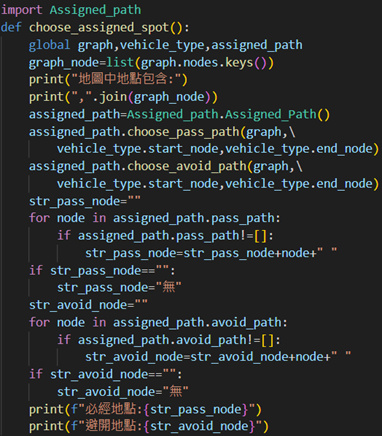 import Assigned_path
def choose_assigned_spot():
    global graph,vehicle_type,assigned_path
    graph_node=list(graph.nodes.keys())
    print("地圖中地點包含:")
    print(",".join(graph_node))
    assigned_path=Assigned_path.Assigned_Path()
    assigned_path.choose_pass_path(graph,\
        vehicle_type.start_node,vehicle_type.end_node)
    assigned_path.choose_avoid_path(graph,\
        vehicle_type.start_node,vehicle_type.end_node)
    str_pass_node=""
    for node in assigned_path.pass_path:
        if assigned_path.pass_path!=[]:
            str_pass_node=str_pass_node+node+" "
    if str_pass_node=="":
        str_pass_node="無"
    str_avoid_node=""
    for node in assigned_path.avoid_path:
        if assigned_path.avoid_path!=[]:
            str_avoid_node=str_avoid_node+node+" "
    if str_avoid_node=="":
        str_avoid_node="無"
    print(f"必經地點:{str_pass_node}")
    print(f"避開地點:{str_avoid_node}")